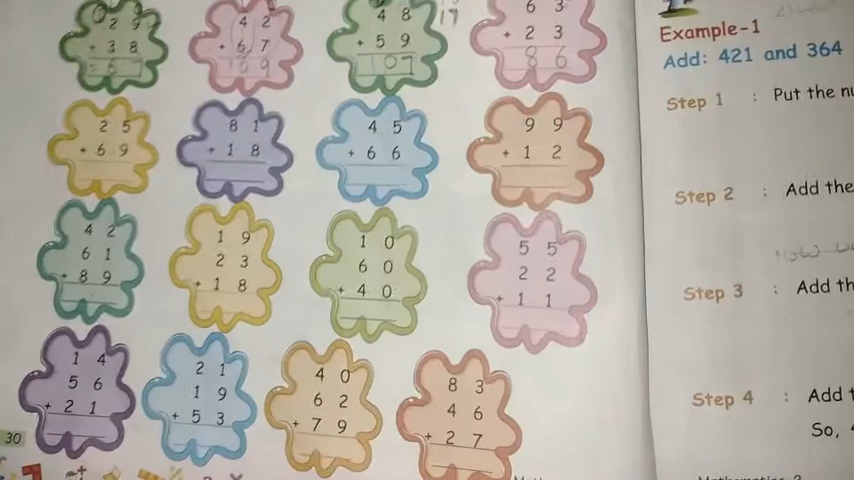 2 9
+ 3 8
6 7
4 2
+ 6 7
1 0 9
4 8
+ 5 9
1 0 7
17
6 3
+ 2 3
8 6
2 5
+ 6 9
8 1
+ 1 8
4 5
+ 6 6
9 9
+ 1 2
4 2
6 1
+ 8 9
1 9
2 3
+ 1 8
1 0
6 0
+ 4 0
5 5
2 2
+ 1 1
1 4
5 6
+ 2 1
2 1
1 9
+ 5 3
4 0
6 2
+ 7 9
8 3
4 6
+ 2 7
30
Example-1
Add: 421 and 364
Step 1 : Put the
Step 2 : Add the
Step 3 : Add th
Step 4 : Add
So,